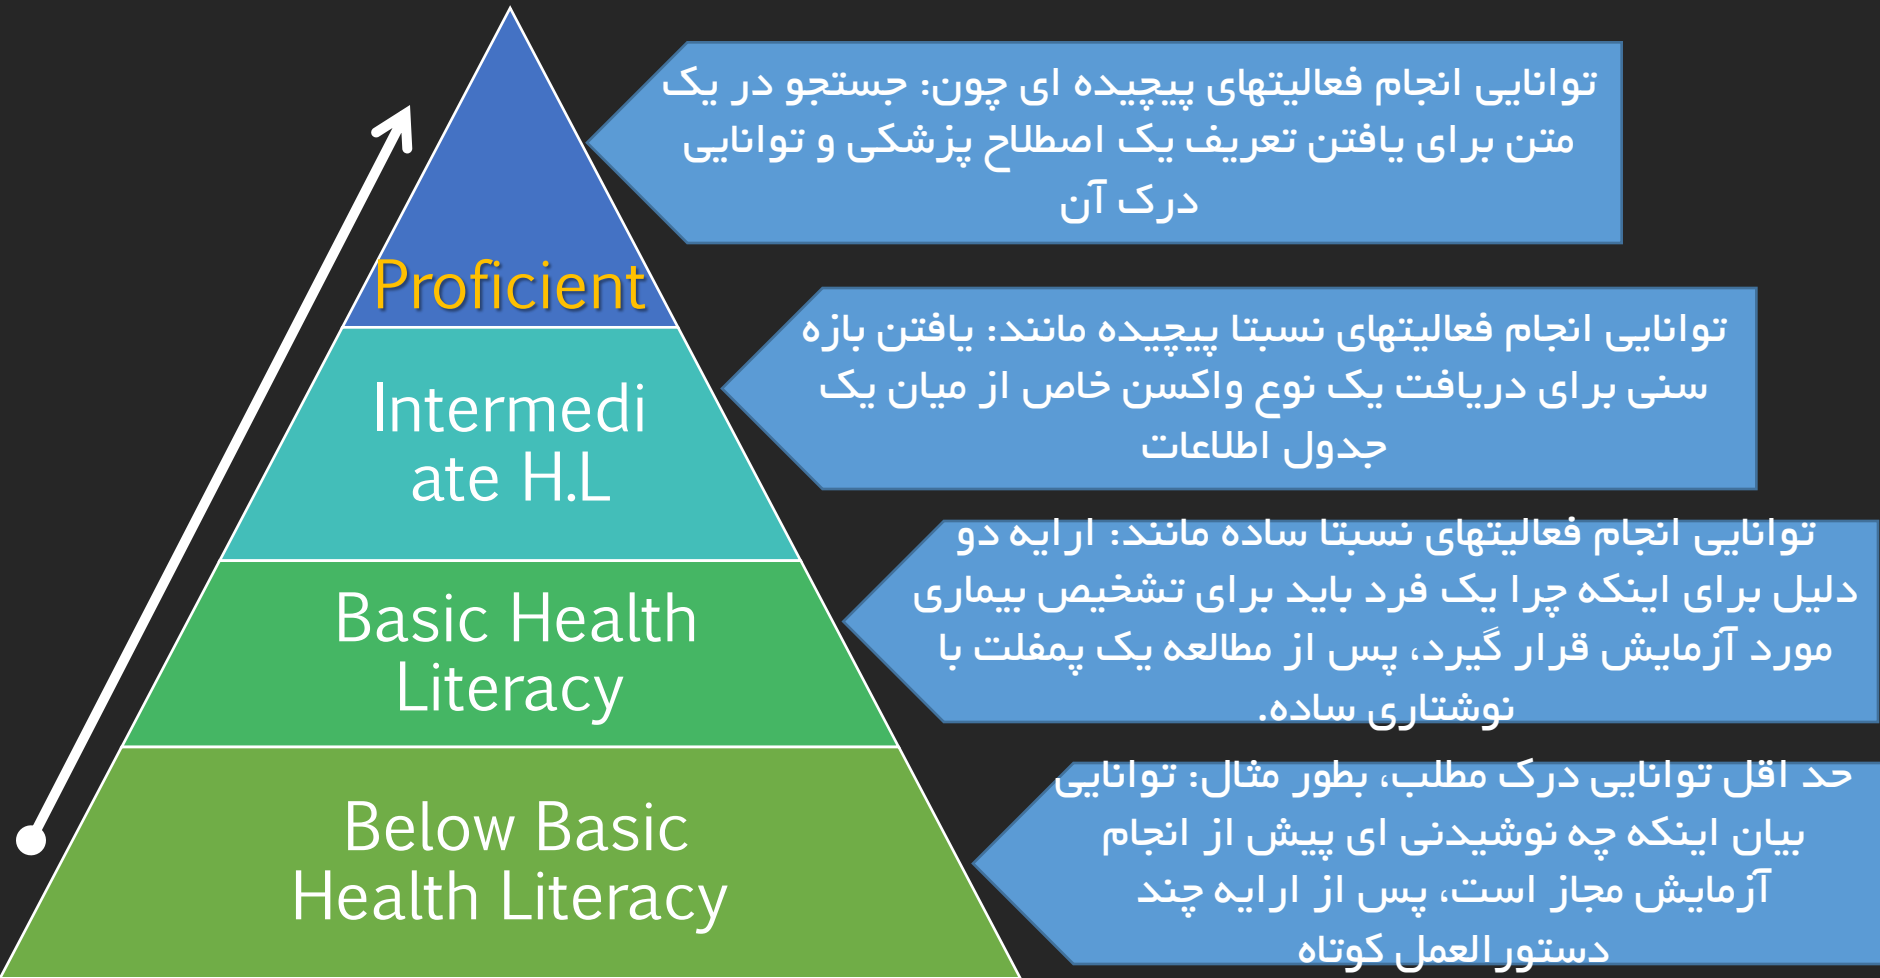 توانایی انجام فعالیتهای پیچیده ای چون: جستجو در یک
متن برای یافتن تعریف یک اصطلاح پزشکی و توانایی
درک آن
Proficient
توانایی انجام فعالیتهای نسبتا پیچیده مانند: یافتن بازه
سنی برای دریافت یک نوع واکسن خاص از میان یک
جدول اطلاعات
Intermedi
ate H.L
توانایی انجام فعالیتهای نسبتا ساده مانند: ارایه دو
دلیل برای اینکه چرا یک فرد باید برای تشخیص بیماری
مورد آزمایش قرار گیرد، پس از مطالعه یک پمفلت با
نوشتاری ساده.
Basic Health
Literacy
حد اقل توانایی درک مطلب، بطور مثال: توانایی
بیان اینکه چه نوشیدنی ای پیش از انجام
آزمایش مجاز است، پس از ارایه چند
دستورالعمل کوتاه
Below Basic
Health Literacy